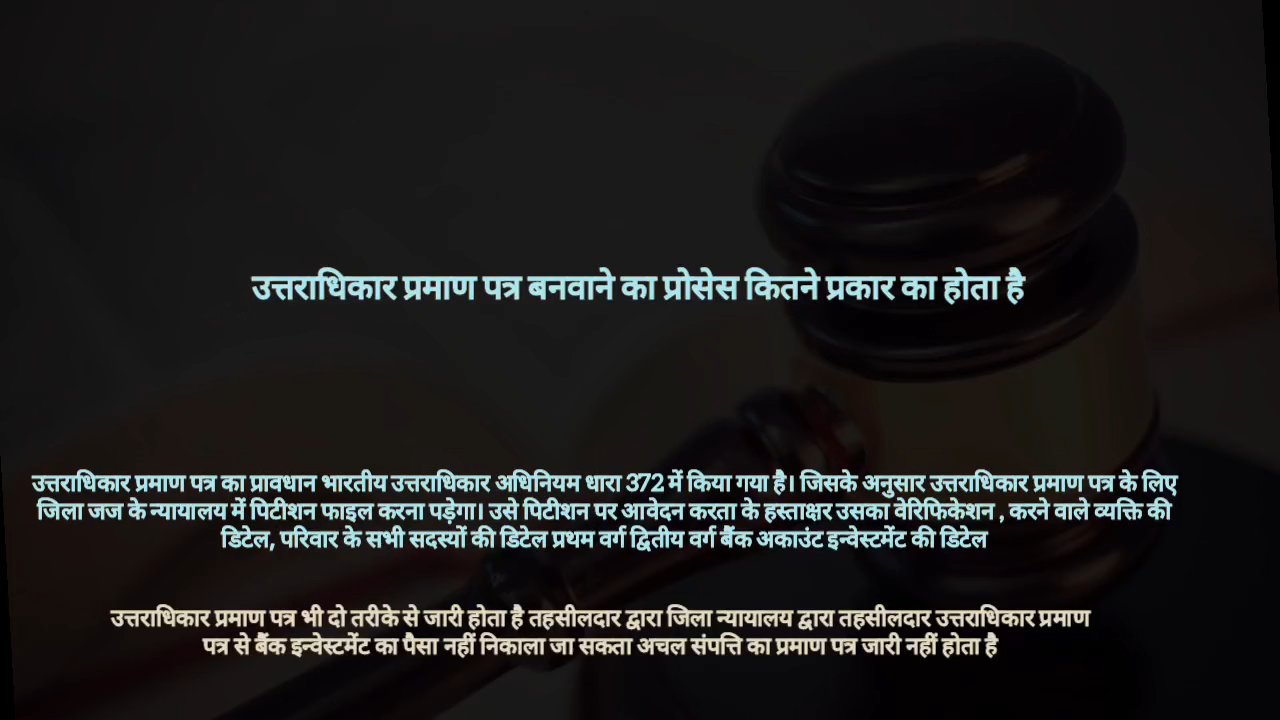 उत्तराधिकार प्रमाण पत्र बनवाने का प्रोसेस कितने प्रकार का होता है
उत्तराधिकार प्रमाण पत्र का प्रावधान भारतीय उत्तराधिकार अधिनियम धारा 372 में किया गया है। जिसके अनुसार उत्तराधिकार प्रमाण पत्र के लिए
जिला जज के न्यायालय में पिटीशन फाइल करना पड़ेगा। उसे पिटीशन पर आवेदन करता के हस्ताक्षर उसका वेरिफिकेशन , करने वाले व्यक्ति की
डिटेल, परिवार के सभी सदस्यों की डिटेल प्रथम वर्ग द्वितीय वर्ग बैंक अकाउंट इन्वेस्टमेंट की डिटेल
उत्तराधिकार प्रमाण पत्र भी दो तरीके से जारी होता है तहसीलदार द्वारा जिला न्यायालय द्वारा तहसीलदार उत्तराधिकार प्रमाण
पत्र से बैंक इन्वेस्टमेंट का पैसा नहीं निकाला जा सकता अचल संपत्ति का प्रमाण पत्र जारी नहीं होता है